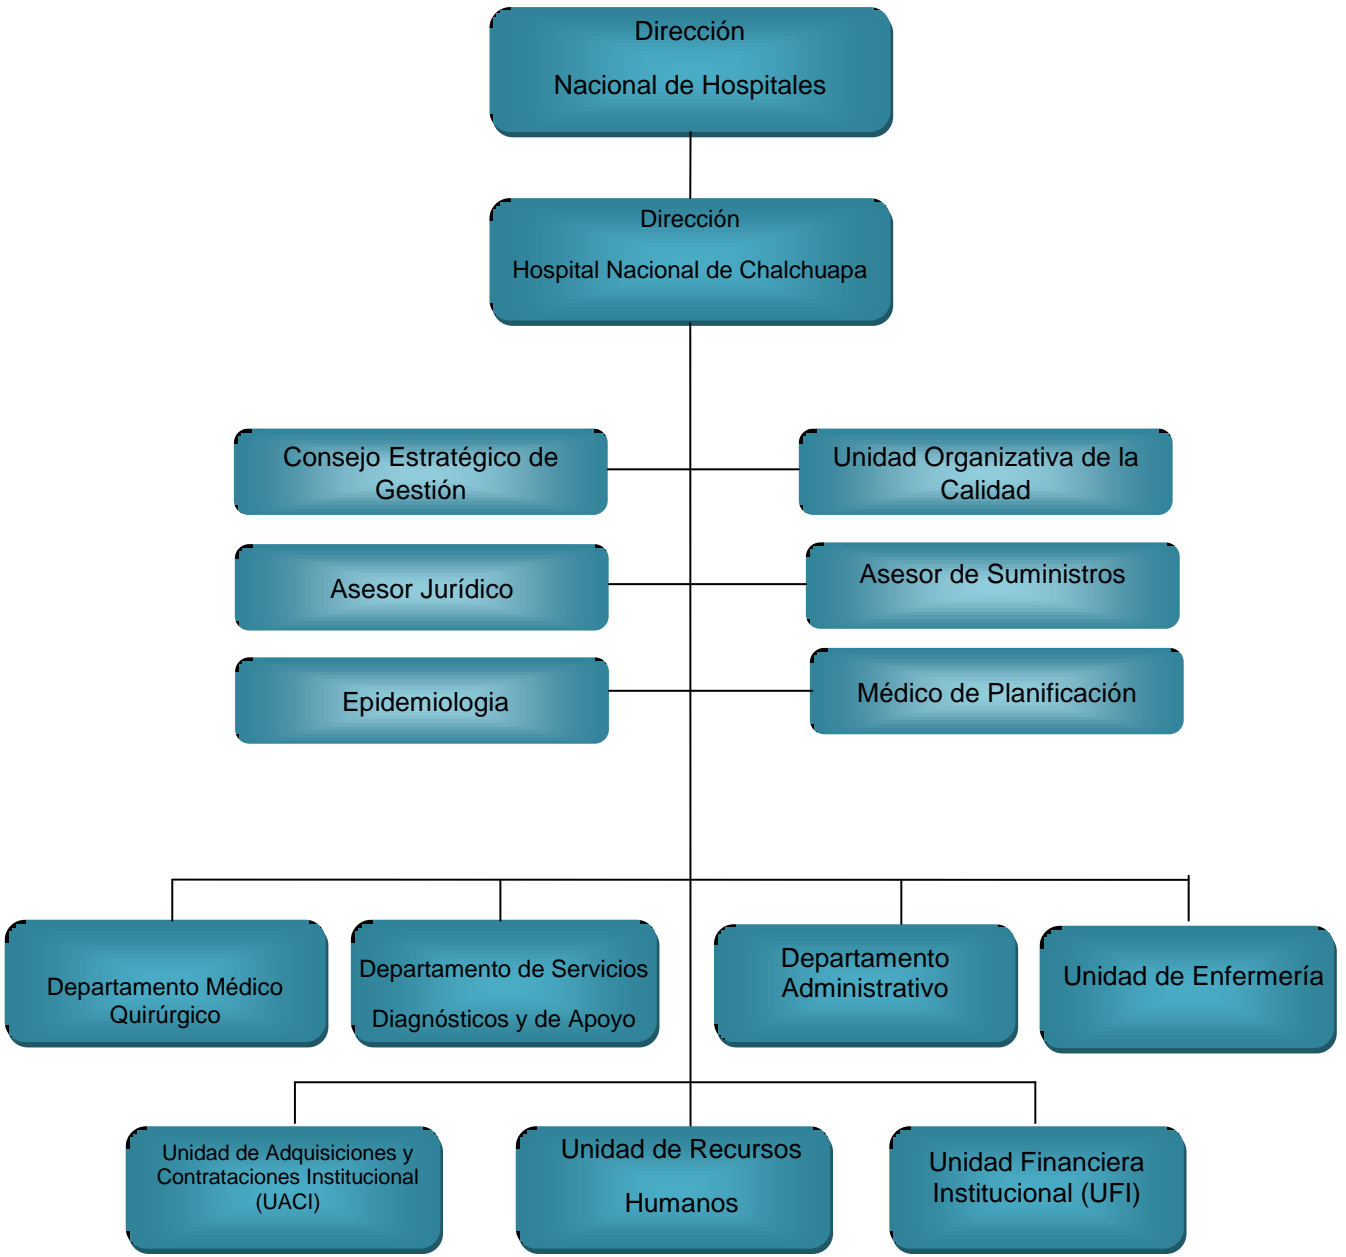 Dirección
Nacional de Hospitales
Dirección
Hospital Nacional de Chalchuapa
Consejo Estratégico de
Gestión
Unidad Organizativa de la
Calidad
Asesor Jurídico
Asesor de Suministros
Epidemiologia
Médico de Planificación
Departamento Médico
Quirúrgico
Departamento de Servicios
Diagnósticos y de Apoyo
Departamento
Administrativo
Unidad de Enfermería
Unidad de Adquisiciones y
Contrataciones Institucional
(UACI)
Unidad de Recursos
Humanos
Unidad Financiera
Institucional (UFI)